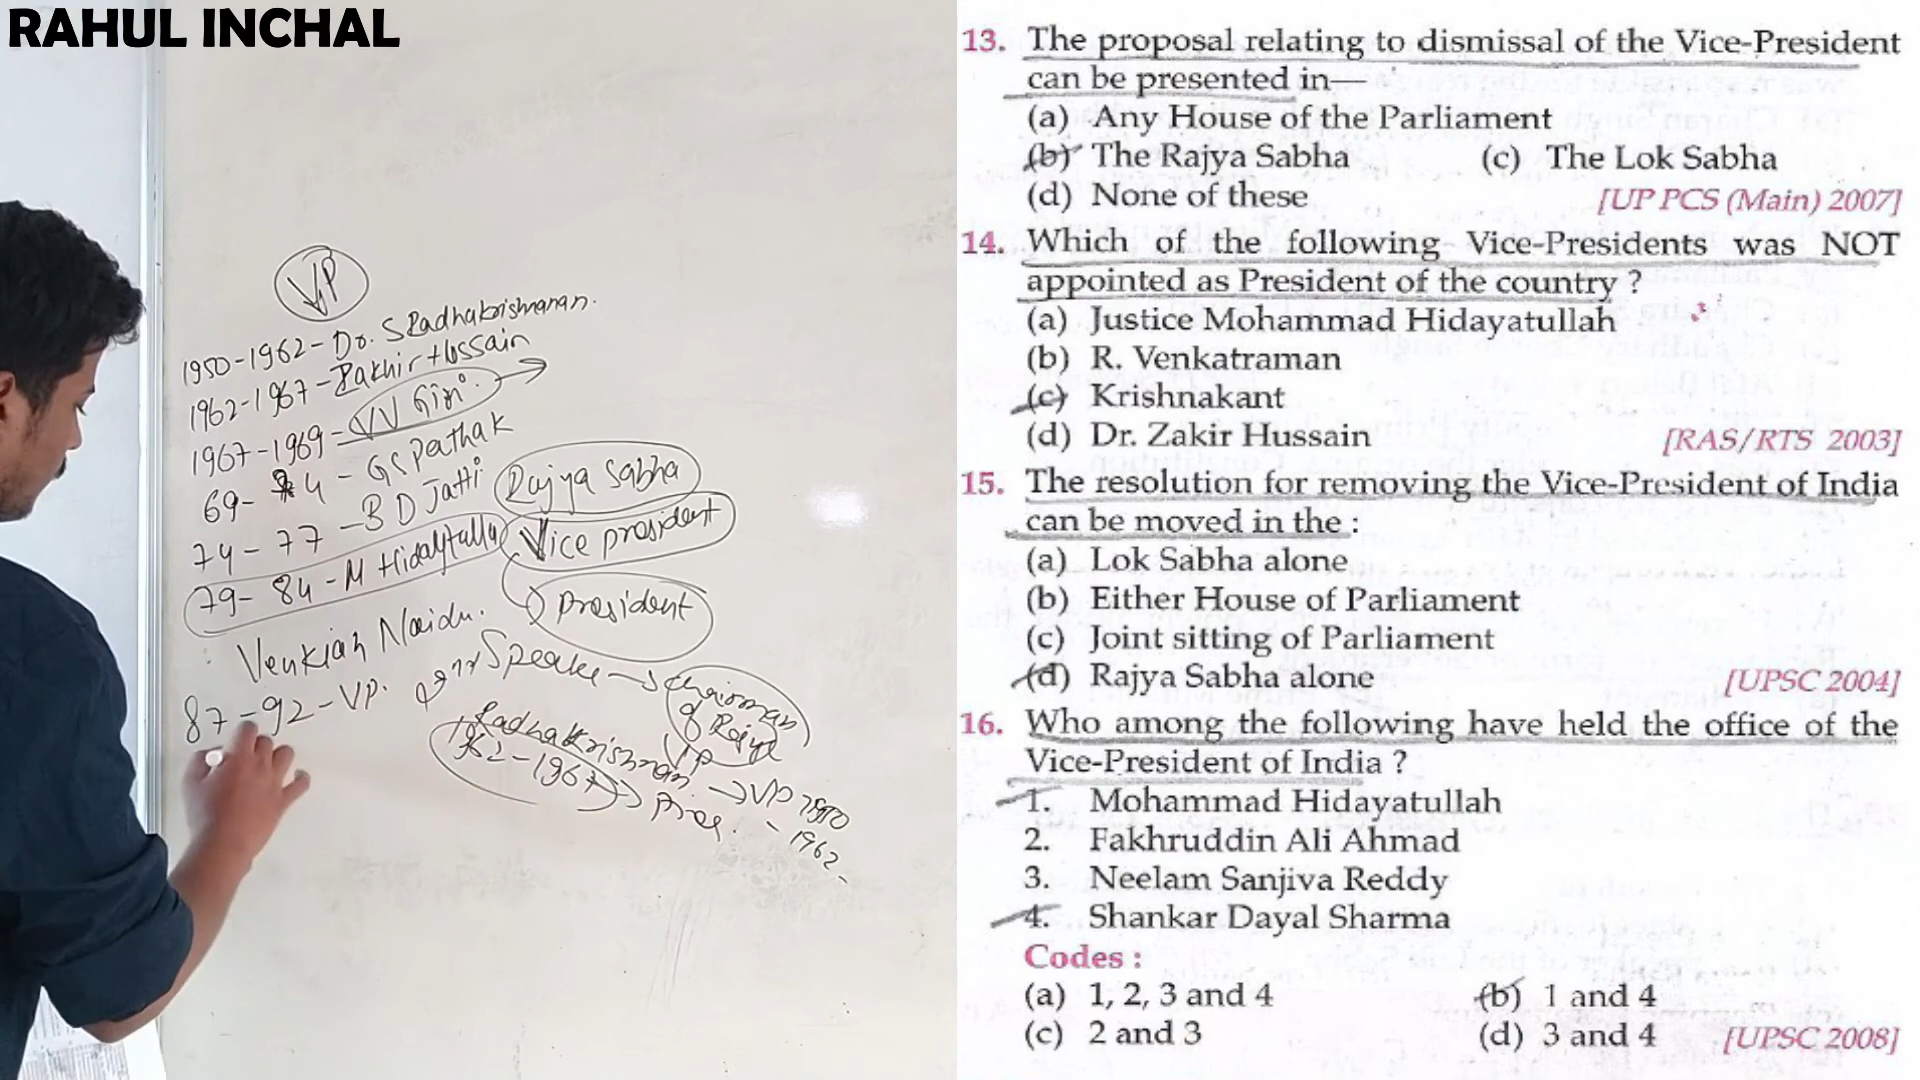 RAHUL INCHAL
VP
1950-1962- Dr. S Radhakrishnan.
1962-1967- Zakhir Hossain
1967-1969- VV Giri
69- 74 - GS Pathak
74 - 77 - B D Jatti
79- 84 - M Hidaytulla
Rajya Sabha
Vice president
president
Venkiah Naidu.
87-92-VP.
Speake
chairman
of Rajya
Radhakrishnan. → VP 1950
- 1962
62-1967 → Pres.
13. The proposal relating to dismissal of the Vice-President
can be presented in—
(a) Any House of the Parliament
(b) The Rajya Sabha (c) The Lok Sabha
(d) None of these [UP PCS (Main) 2007]
14. Which of the following Vice-Presidents was NOT
appointed as President of the country ?
(a) Justice Mohammad Hidayatullah
(b) R. Venkatraman
(c) Krishnakant
(d) Dr. Zakir Hussain [RAS/RTS 2003]
15. The resolution for removing the Vice-President of India
can be moved in the :
(a) Lok Sabha alone
(b) Either House of Parliament
(c) Joint sitting of Parliament
(d) Rajya Sabha alone [UPSC 2004]
16. Who among the following have held the office of the
Vice-President of India ?
1. Mohammad Hidayatullah
2. Fakhruddin Ali Ahmad
3. Neelam Sanjiva Reddy
4. Shankar Dayal Sharma
Codes :
(a) 1, 2, 3 and 4 (b) 1 and 4
(c) 2 and 3 (d) 3 and 4 [UPSC 2008]